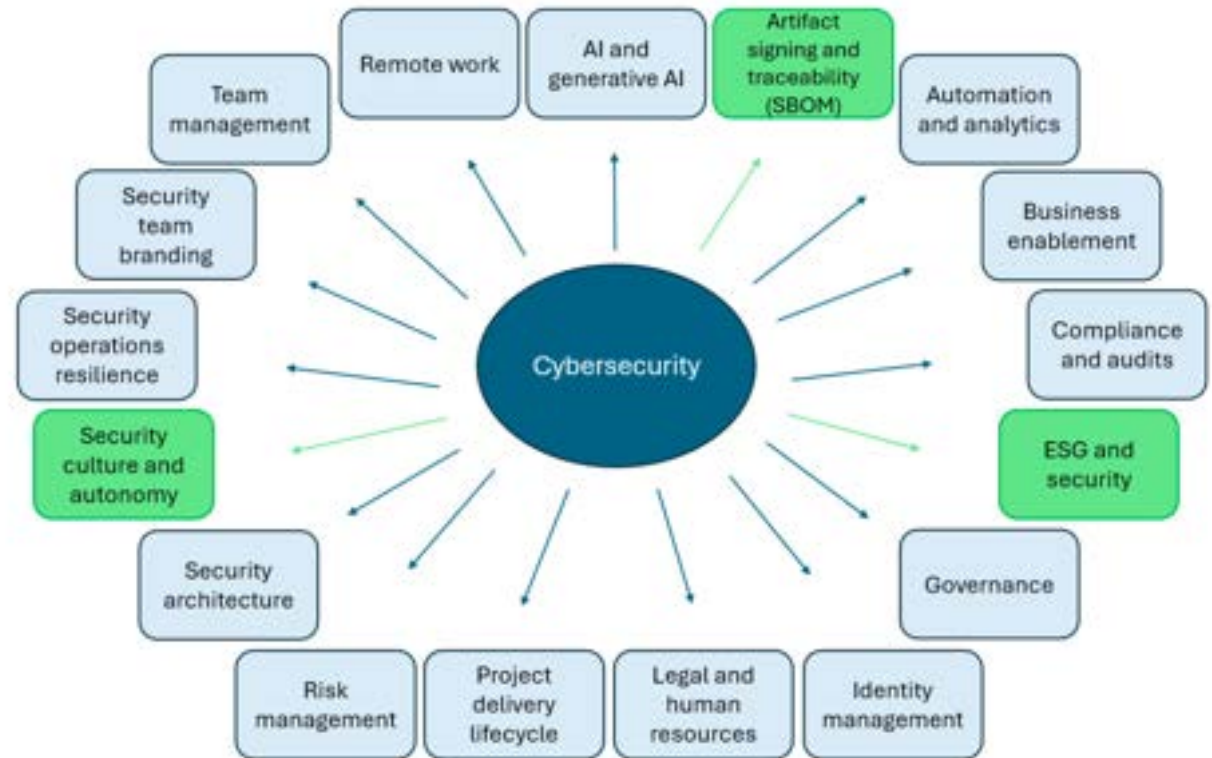 Remote work
AI and
generative AI
Artifact
signing and
traceability
(SBOM)
Team
management
Automation
and analytics
Security
team
branding
Business
enablement
Security
operations
resilience
Cybersecurity
Compliance
and audits
Security
culture and
autonomy
ESG and
security
Security
architecture
Governance
Risk
management
Project
delivery
lifecycle
Legal and
human
resources
Identity
management